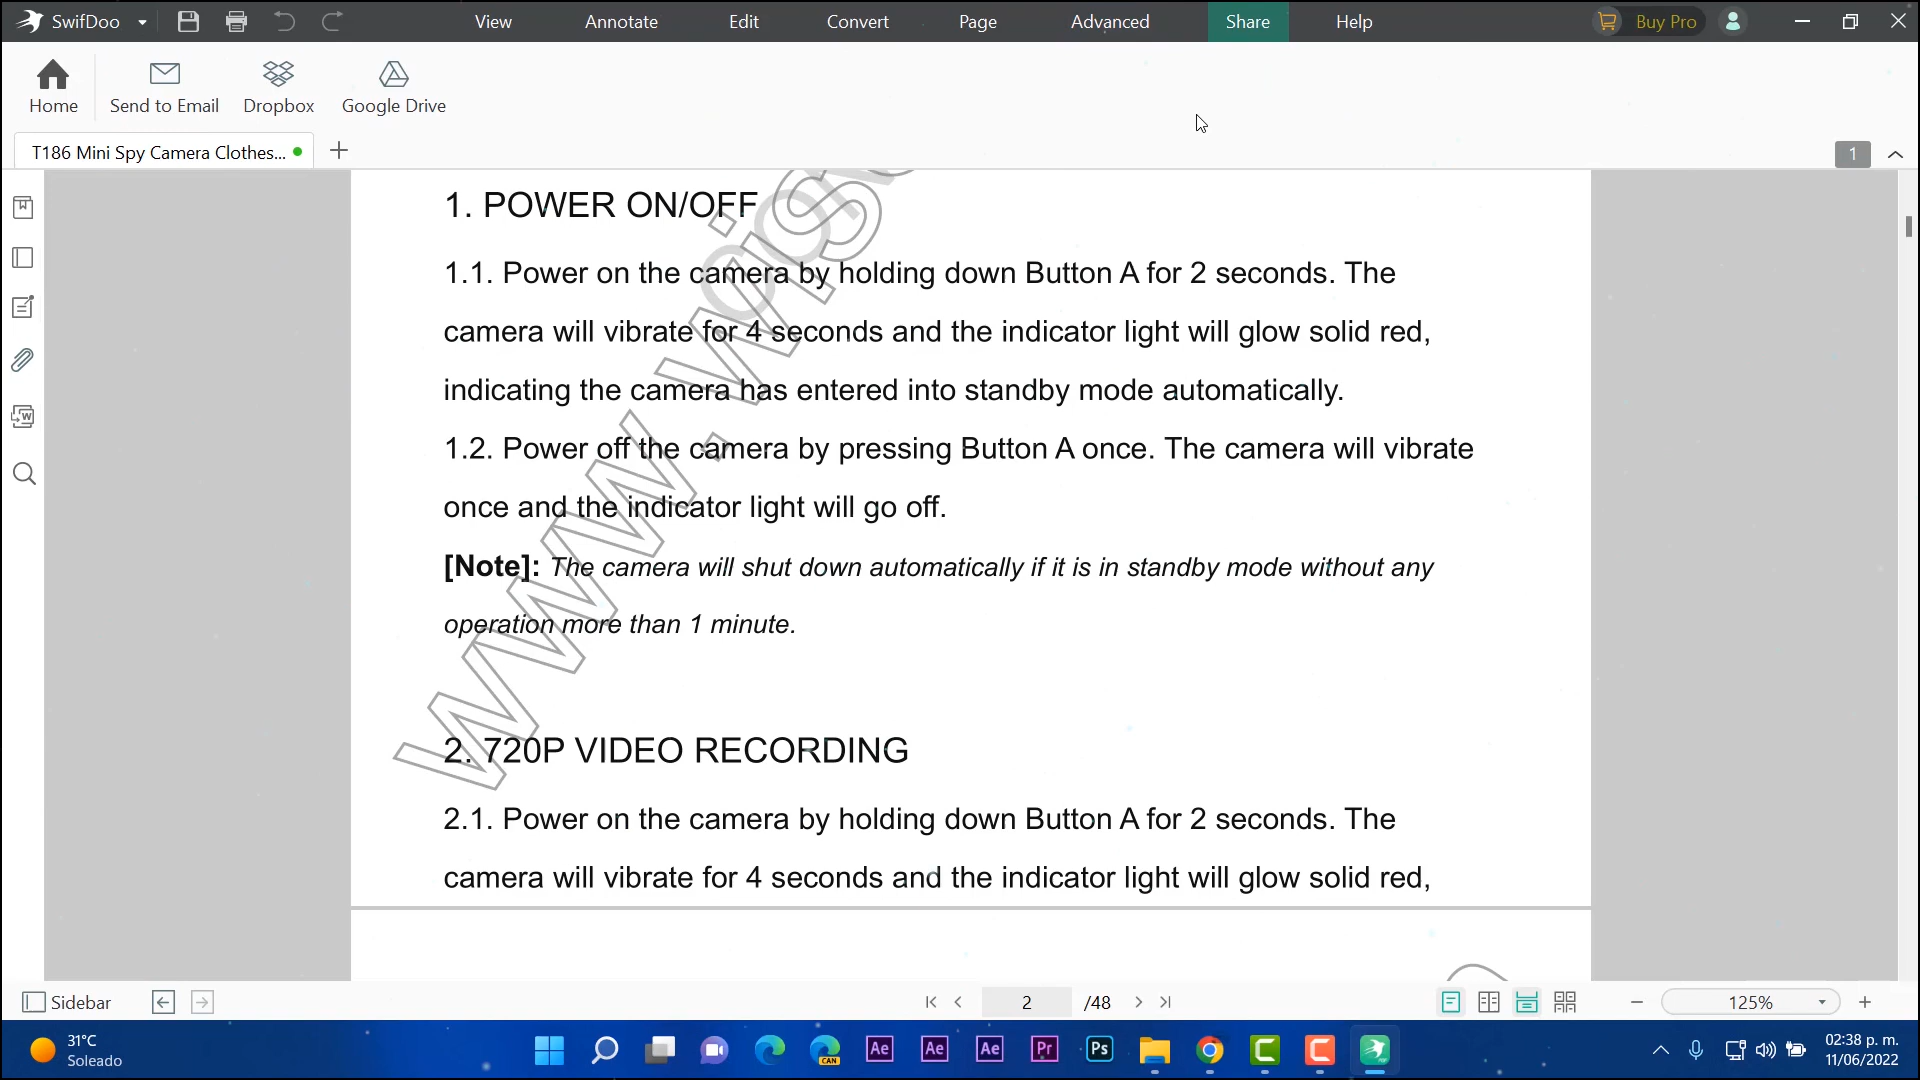 SwifDoo
View Annotate Edit Convert Page Advanced Share Help
Buy Pro
Home Send to Email Dropbox Google Drive
T186 Mini Spy Camera Clothes...
1
1. POWER ON/OFF
1.1. Power on the camera by holding down Button A for 2 seconds. The
camera will vibrate for 4 seconds and the indicator light will glow solid red,
indicating the camera has entered into standby mode automatically.
1.2. Power off the camera by pressing Button A once. The camera will vibrate
once and the indicator light will go off.
[Note]: The camera will shut down automatically if it is in standby mode without any
operation more than 1 minute.
2. 720P VIDEO RECORDING
2.1. Power on the camera by holding down Button A for 2 seconds. The
camera will vibrate for 4 seconds and the indicator light will glow solid red,
Sidebar
2 /48
125%
31°C
Soleado
CAN
Ae Ae Ae Pr Ps
02:38 p. m.
11/06/2022